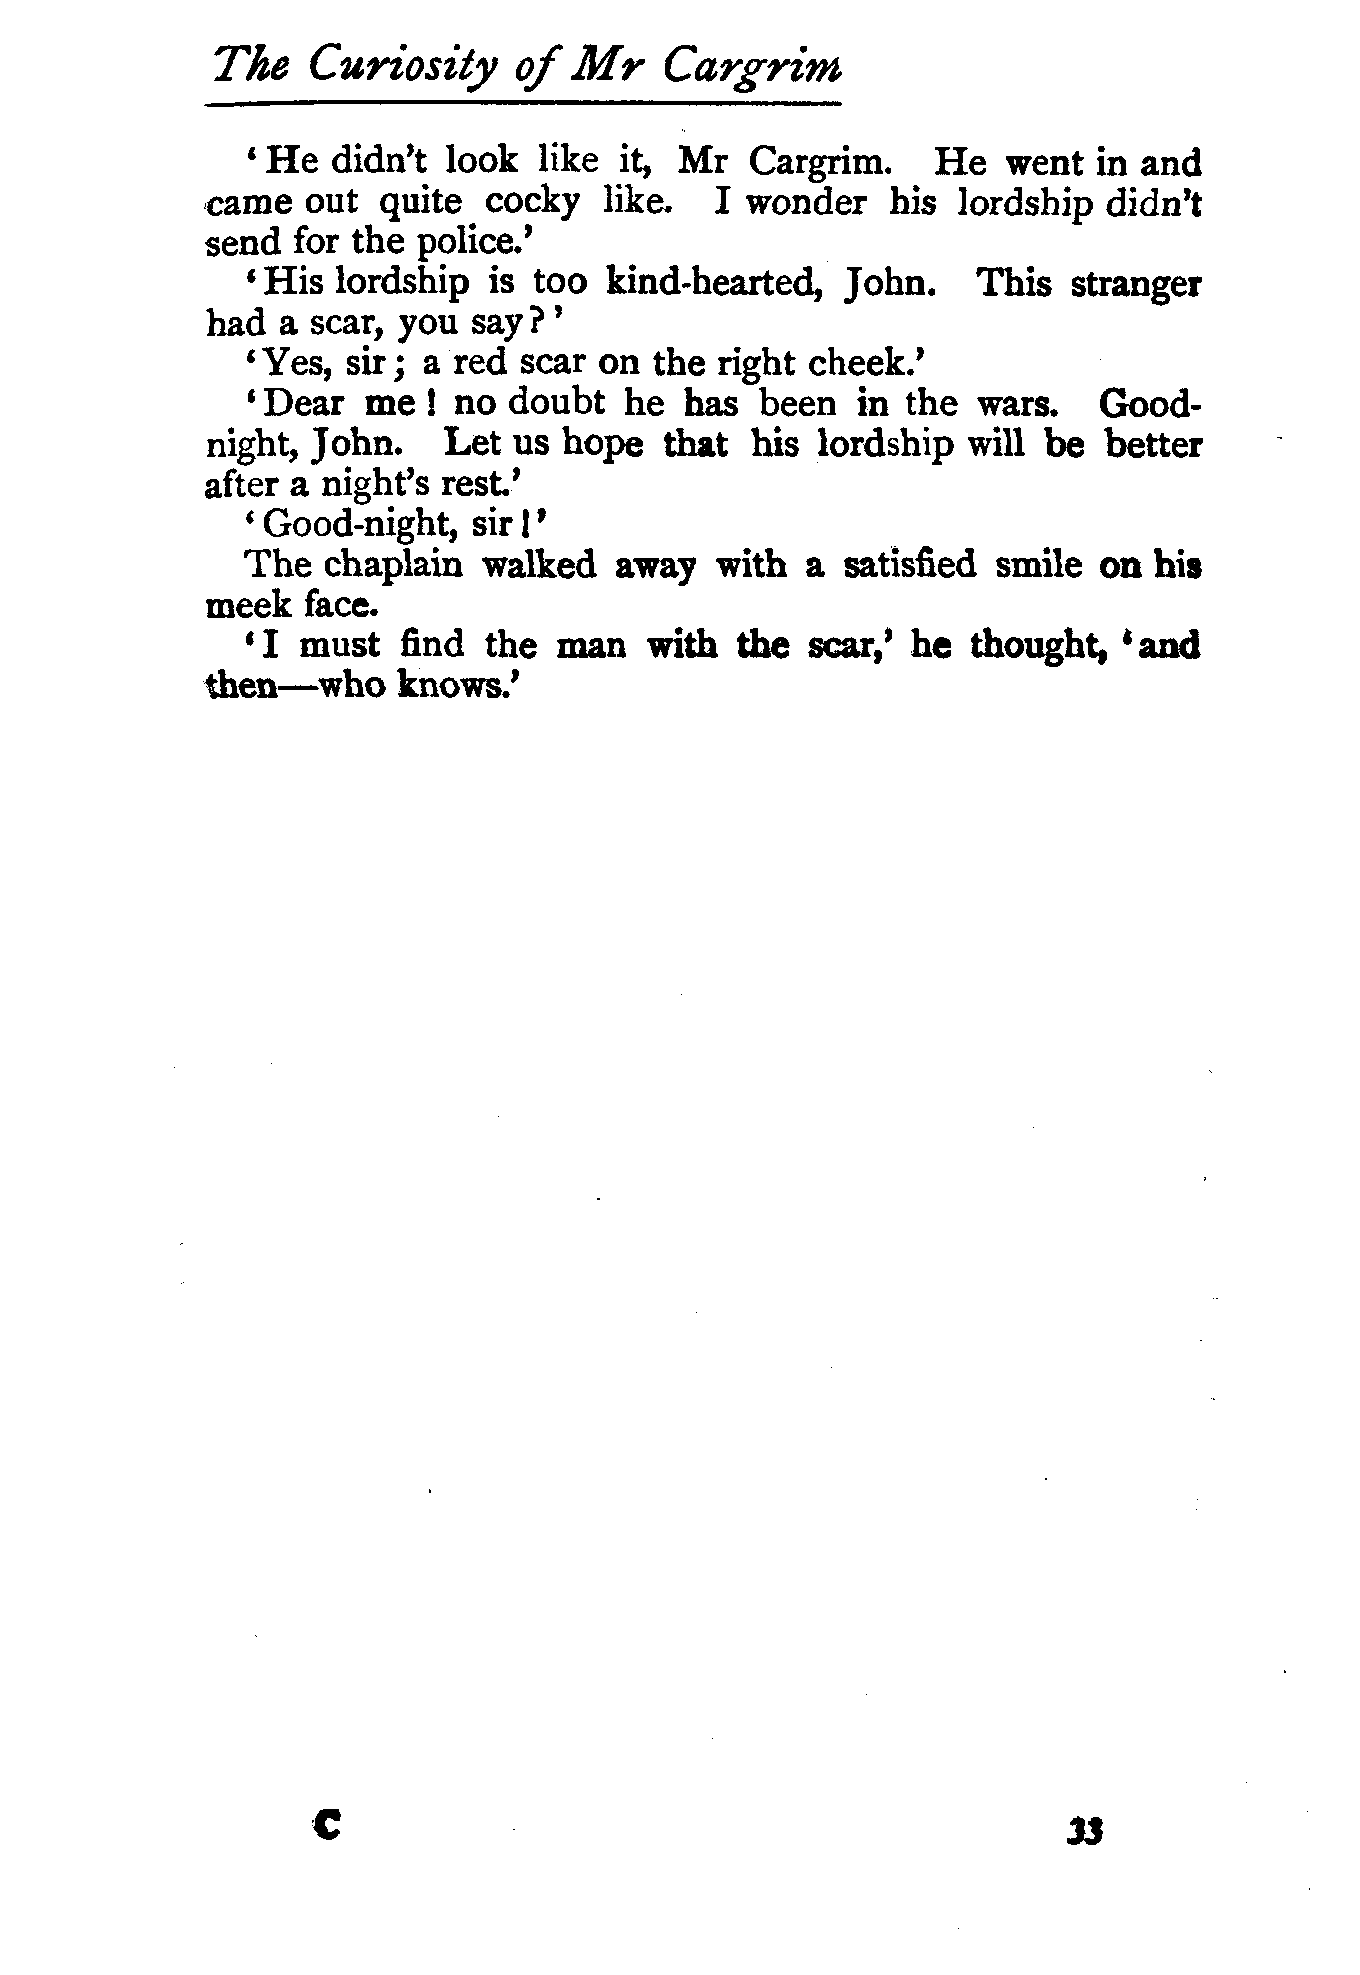 The Curiosity of Mr Cargrim
‘He didn’t look like it, Mr Cargrim. He went in and
came out quite cocky like. I wonder his lordship didn’t
send for the police.’
‘His lordship is too kind-hearted, John. This stranger
had a scar, you say?’
‘Yes, sir; a red scar on the right cheek.’
‘Dear me! no doubt he has been in the wars. Good-
night, John. Let us hope that his lordship will be better
after a night’s rest.’
‘Good-night, sir!’
The chaplain walked away with a satisfied smile on his
meek face.
‘I must find the man with the scar,’ he thought, ‘and
then—who knows.’
C 33